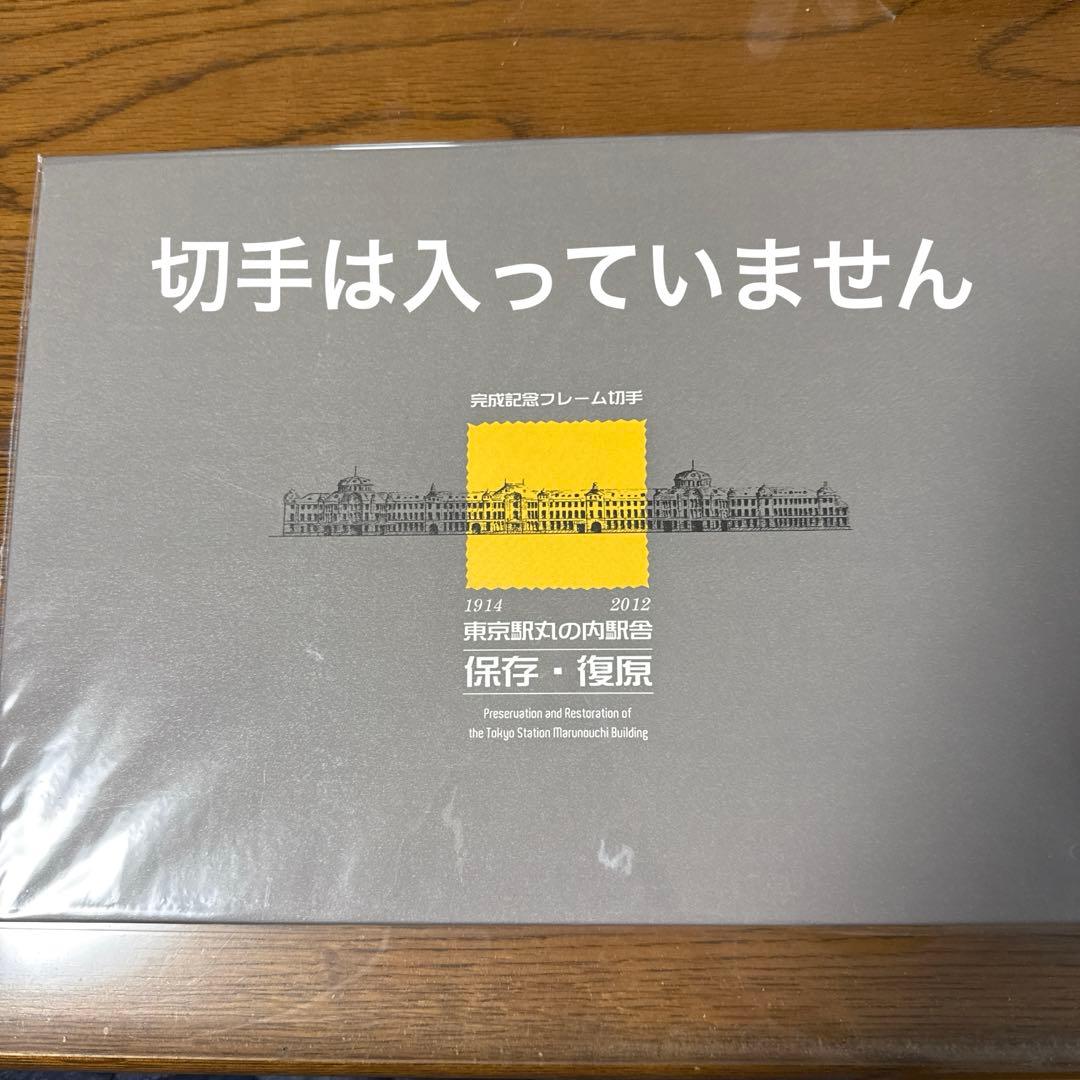 切手は入っていません
完成記念フレーム切手
1914 2012
東京駅丸の内駅舎
保存・復原
Preservation and Restoration of
the Tokyo Station Marunouchi Building